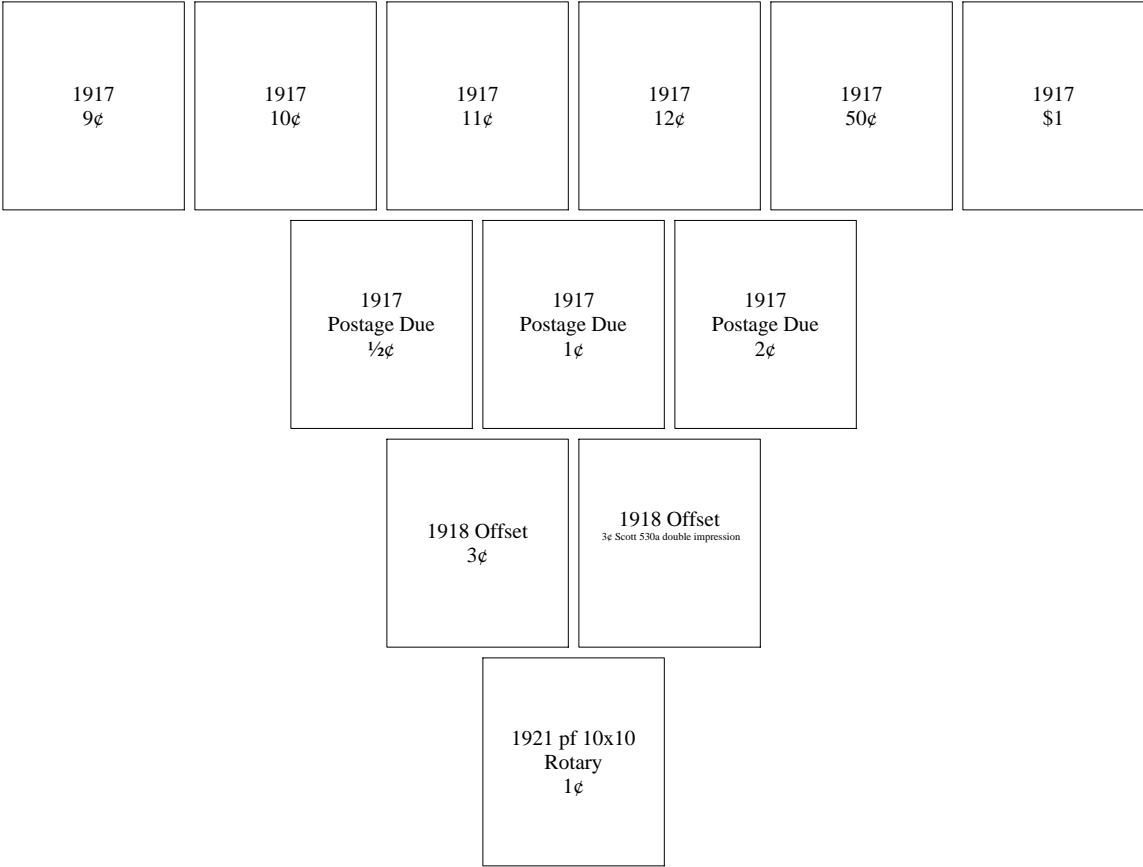 1917
9¢
1917
10¢
1917
11¢
1917
12¢
1917
50¢
1917
$1
1917
Postage Due
½¢
1917
Postage Due
1¢
1917
Postage Due
2¢
1918 Offset
3¢
1918 Offset
3¢ Scott 530a double impression
1921 pf 10x10
Rotary
1¢